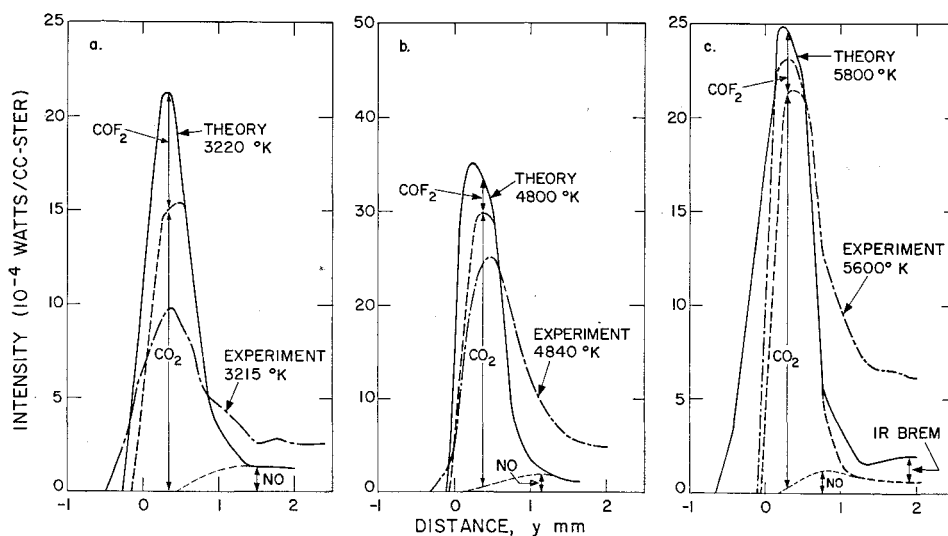 a.
b.
c.
25
20
15
10
5
0
50
40
30
20
10
0
25
20
15
10
5
0
INTENSITY (10⁻⁴ WATTS/CC-STER)
COF₂
THEORY
3220 °K
EXPERIMENT
3215 °K
CO₂
NO
COF₂
THEORY
4800 °K
EXPERIMENT
4840 °K
CO₂
NO
COF₂
THEORY
5800 °K
EXPERIMENT
5600° K
CO₂
NO
IR BREM
-1 0 1 2
-1 0 1 2
-1 0 1 2
DISTANCE, y mm